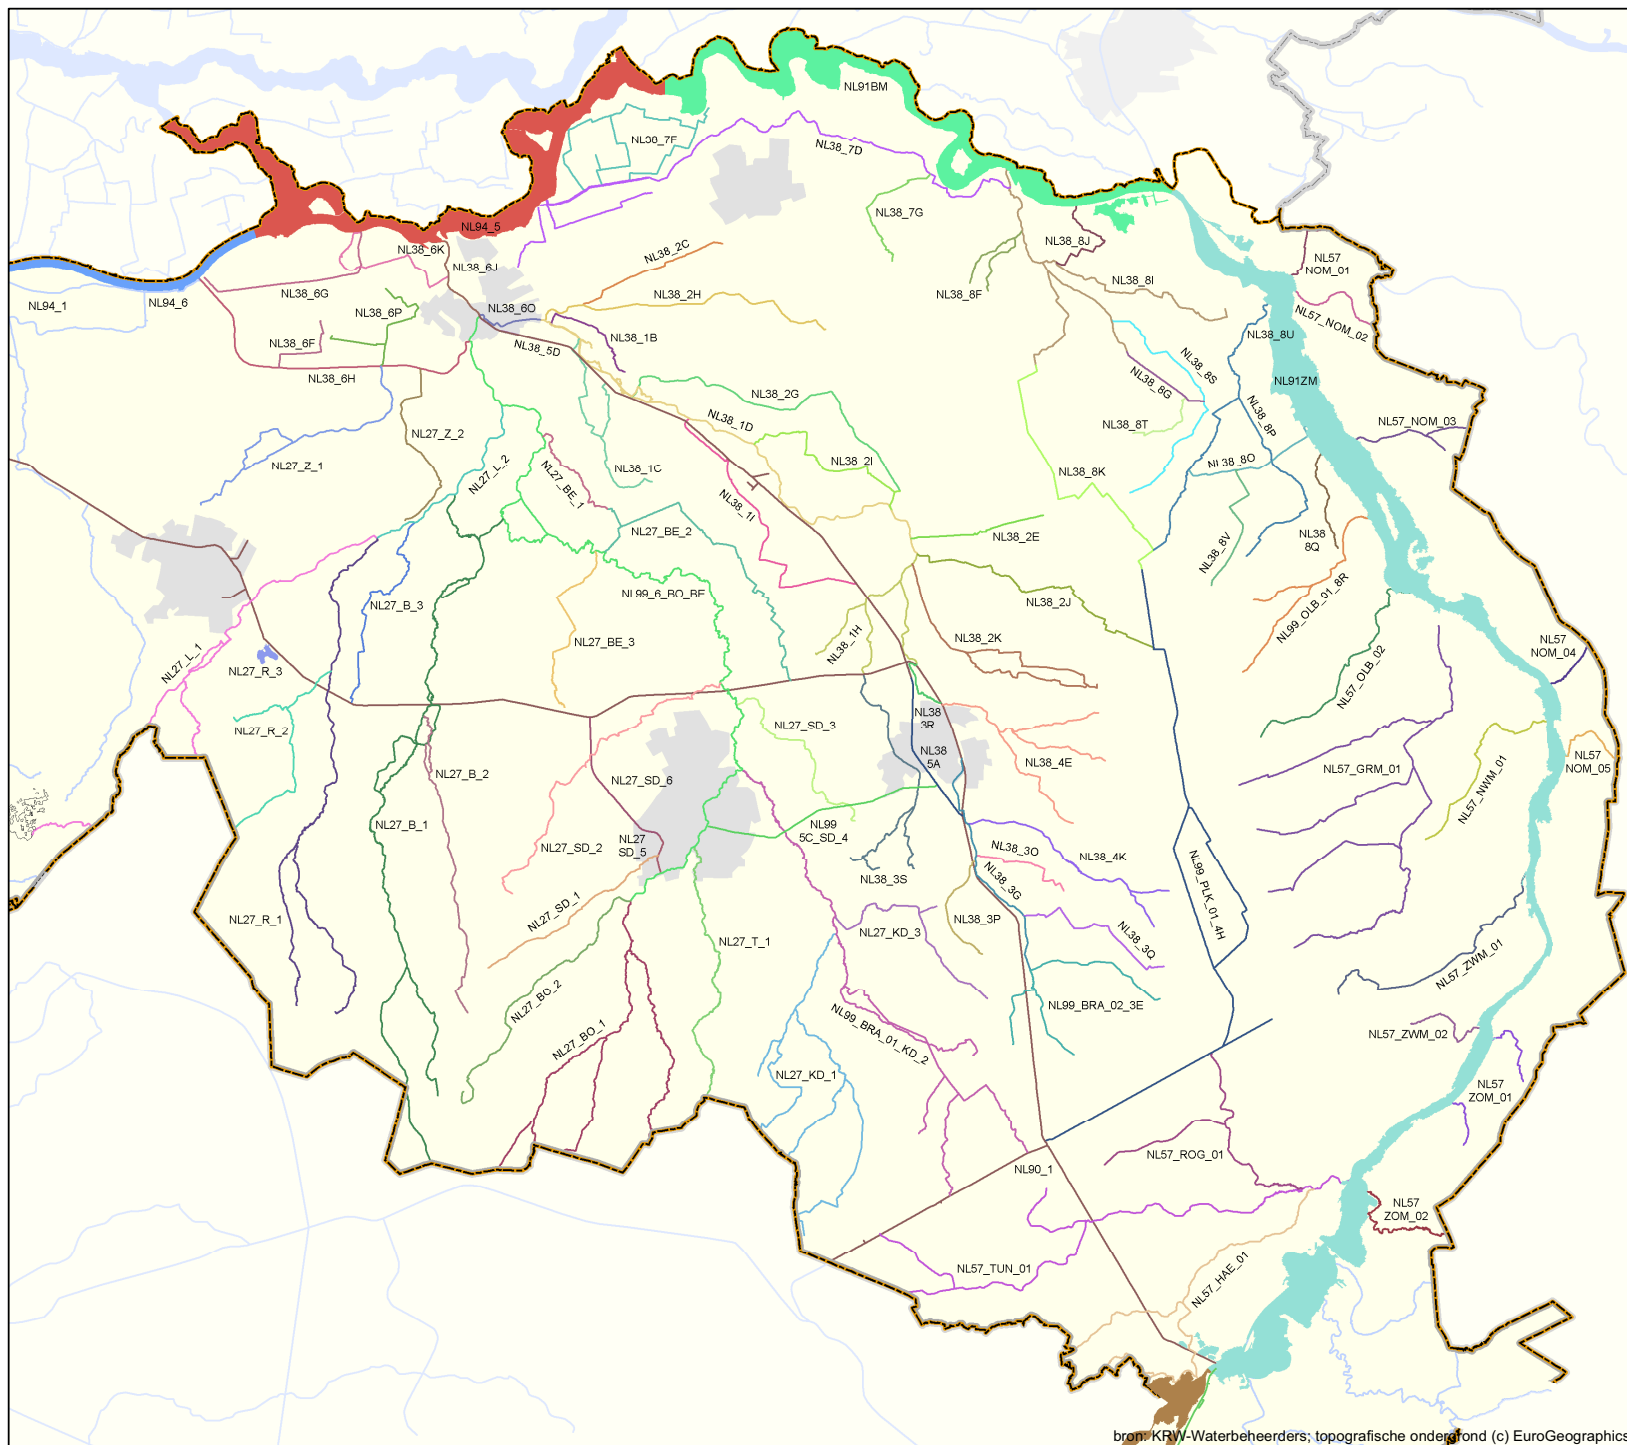 NL91BM
NL38_7F
NL38_7D
NL38_7G
NL94_5
NL38_6K
NL38_6J
NL38_2C
NL38_8J
NL57
NOM_01
NL94_1
NL94_6
NL38_6G
NL38_6P
NL38_6O
NL38_2H
NL38_8F
NL38_8I
NL57_NOM_02
NL38_6F
NL38_5D
NL38_1B
NL38_8U
NL38_6H
NL38_8S
NL38_8G
NL91ZM
NL38_2G
NL38_1D
NL38_8T
NL38_8P
NL57_NOM_03
NL27_Z_2
NL27_Z_1
NL27_L_2
NL27_BE_1
NL38_1C
NL38_2I
NL38_8K
NL38_8O
NL38_1I
NL27_BE_2
NL38_2E
NL38_8V
NL38
8Q
NL99_6_BO_BE
NL27_B_3
NL38_2J
NL99_OLB_01_8R
NL27_L_1
NL27_R_3
NL27_BE_3
NL38_1H
NL38_2K
NL57_OLB_02
NL57
NOM_04
NL27_R_2
NL27_SD_3
NL38
3R
NL38
5A
NL38_4E
NL57_GRM_01
NL57_NWM_01
NL57
NOM_05
NL27_B_2
NL27_SD_6
NL27_B_1
NL27_SD_2
NL27
SD_5
NL99
5C_SD_4
NL38_3S
NL38_3O
NL38_3G
NL38_4K
NL99_PLK_01_4H
NL27_R_1
NL27_SD_1
NL27_T_1
NL27_KD_3
NL38_3P
NL38_3Q
NL57_ZWM_01
NL27_BO_2
NL27_BO_1
NL99_BRA_01_KD_2
NL99_BRA_02_3E
NL57_ZWM_02
NL27_KD_1
NL57
ZOM_01
NL90_1
NL57_ROG_01
NL57
ZOM_02
NL57_TUN_01
NL57_HAE_01
bron: KRW-Waterbeheerders; topografische ondergrond (c) EuroGeographics